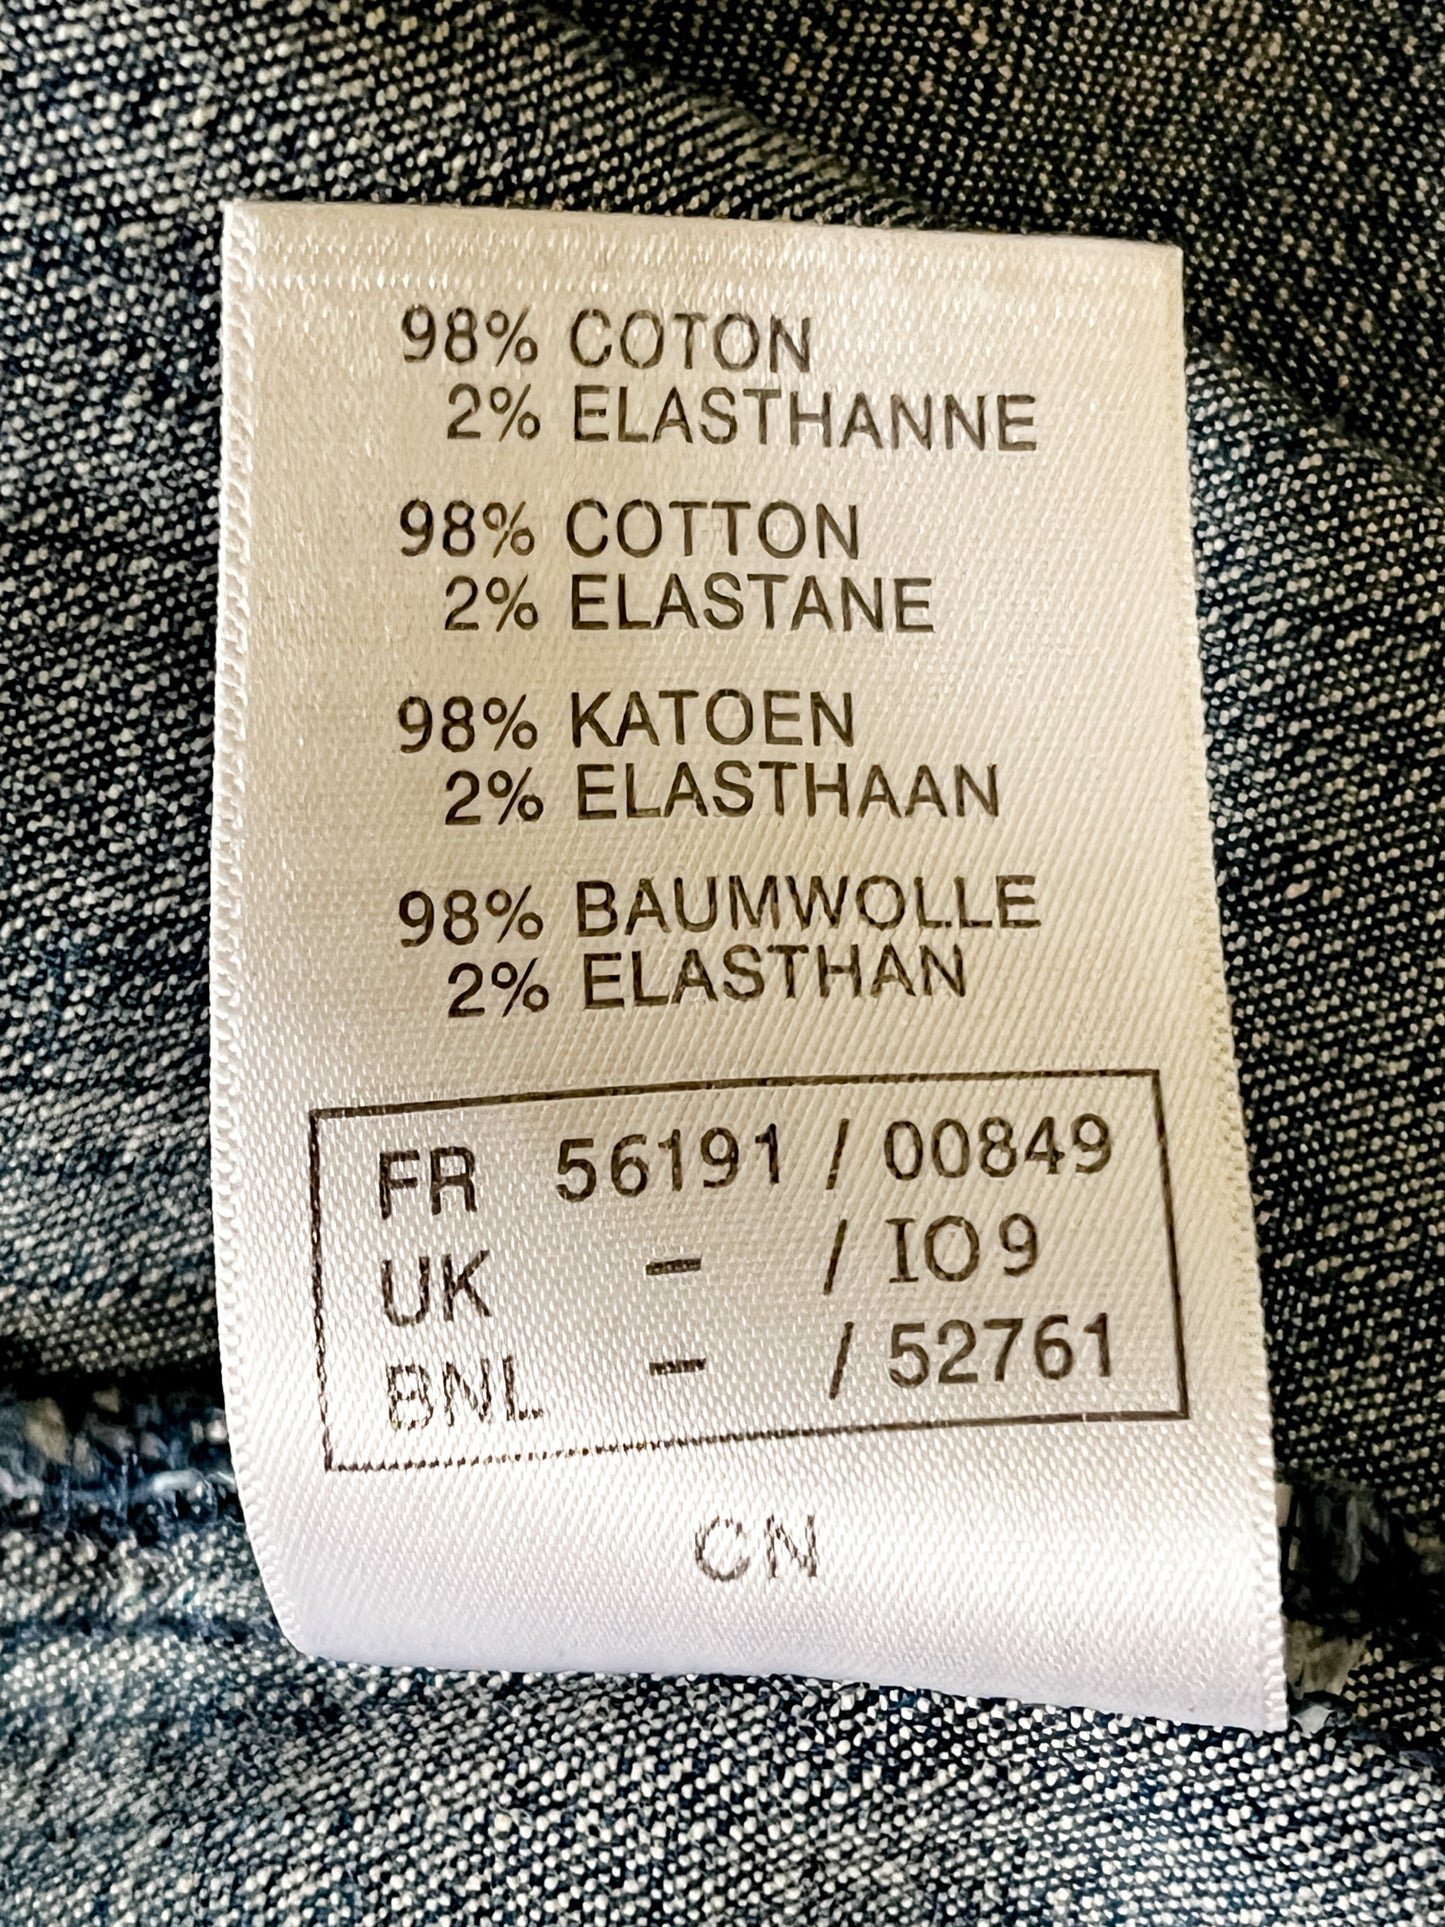 98% COTON
2% ELASTHANNE
98% COTTON
2% ELASTANE
98% KATOEN
2% ELASTHAAN
98% BAUMWOLLE
2% ELASTHAN
FR 56191 / 00849
UK – / IO9
BNL – / 52761
CN